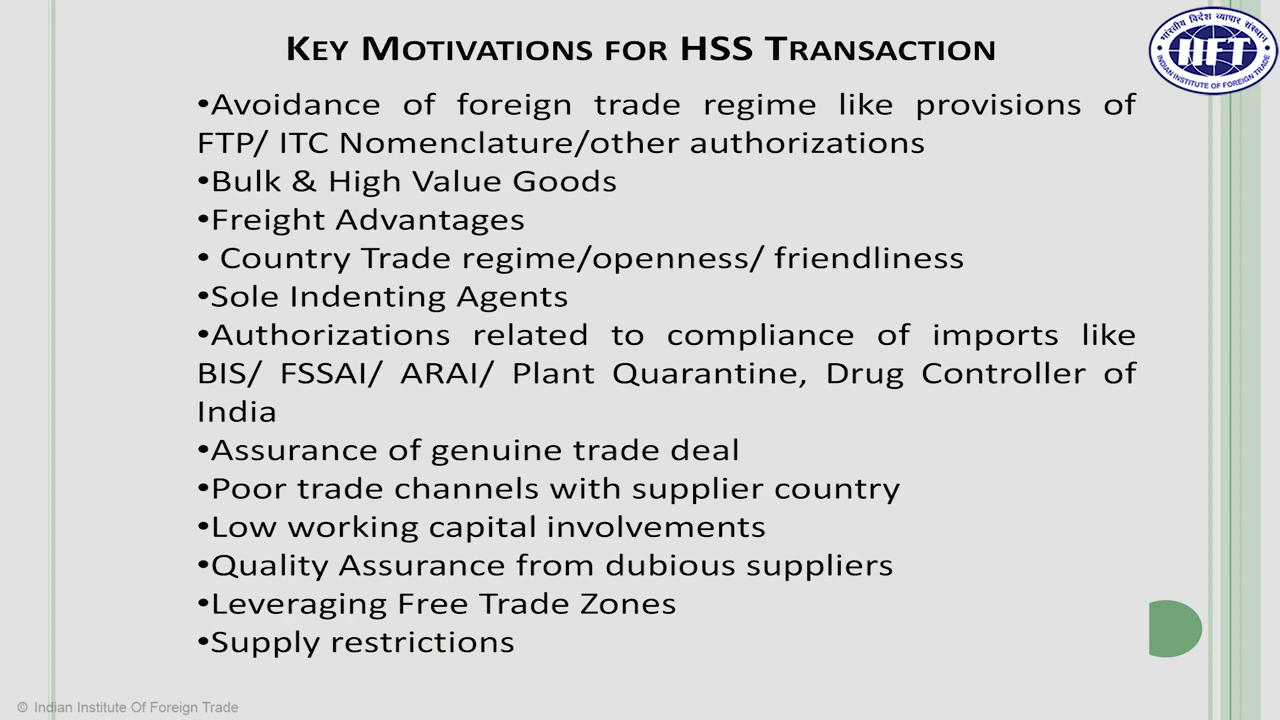 KEY MOTIVATIONS FOR HSS TRANSACTION
भारतीय विदेश व्यापार संस्थान
IIFT
INDIAN INSTITUTE OF FOREIGN TRADE
•Avoidance of foreign trade regime like provisions of
FTP/ ITC Nomenclature/other authorizations
•Bulk & High Value Goods
•Freight Advantages
• Country Trade regime/openness/ friendliness
•Sole Indenting Agents
•Authorizations related to compliance of imports like
BIS/ FSSAI/ ARAI/ Plant Quarantine, Drug Controller of
India
•Assurance of genuine trade deal
•Poor trade channels with supplier country
•Low working capital involvements
•Quality Assurance from dubious suppliers
•Leveraging Free Trade Zones
•Supply restrictions
© Indian Institute Of Foreign Trade